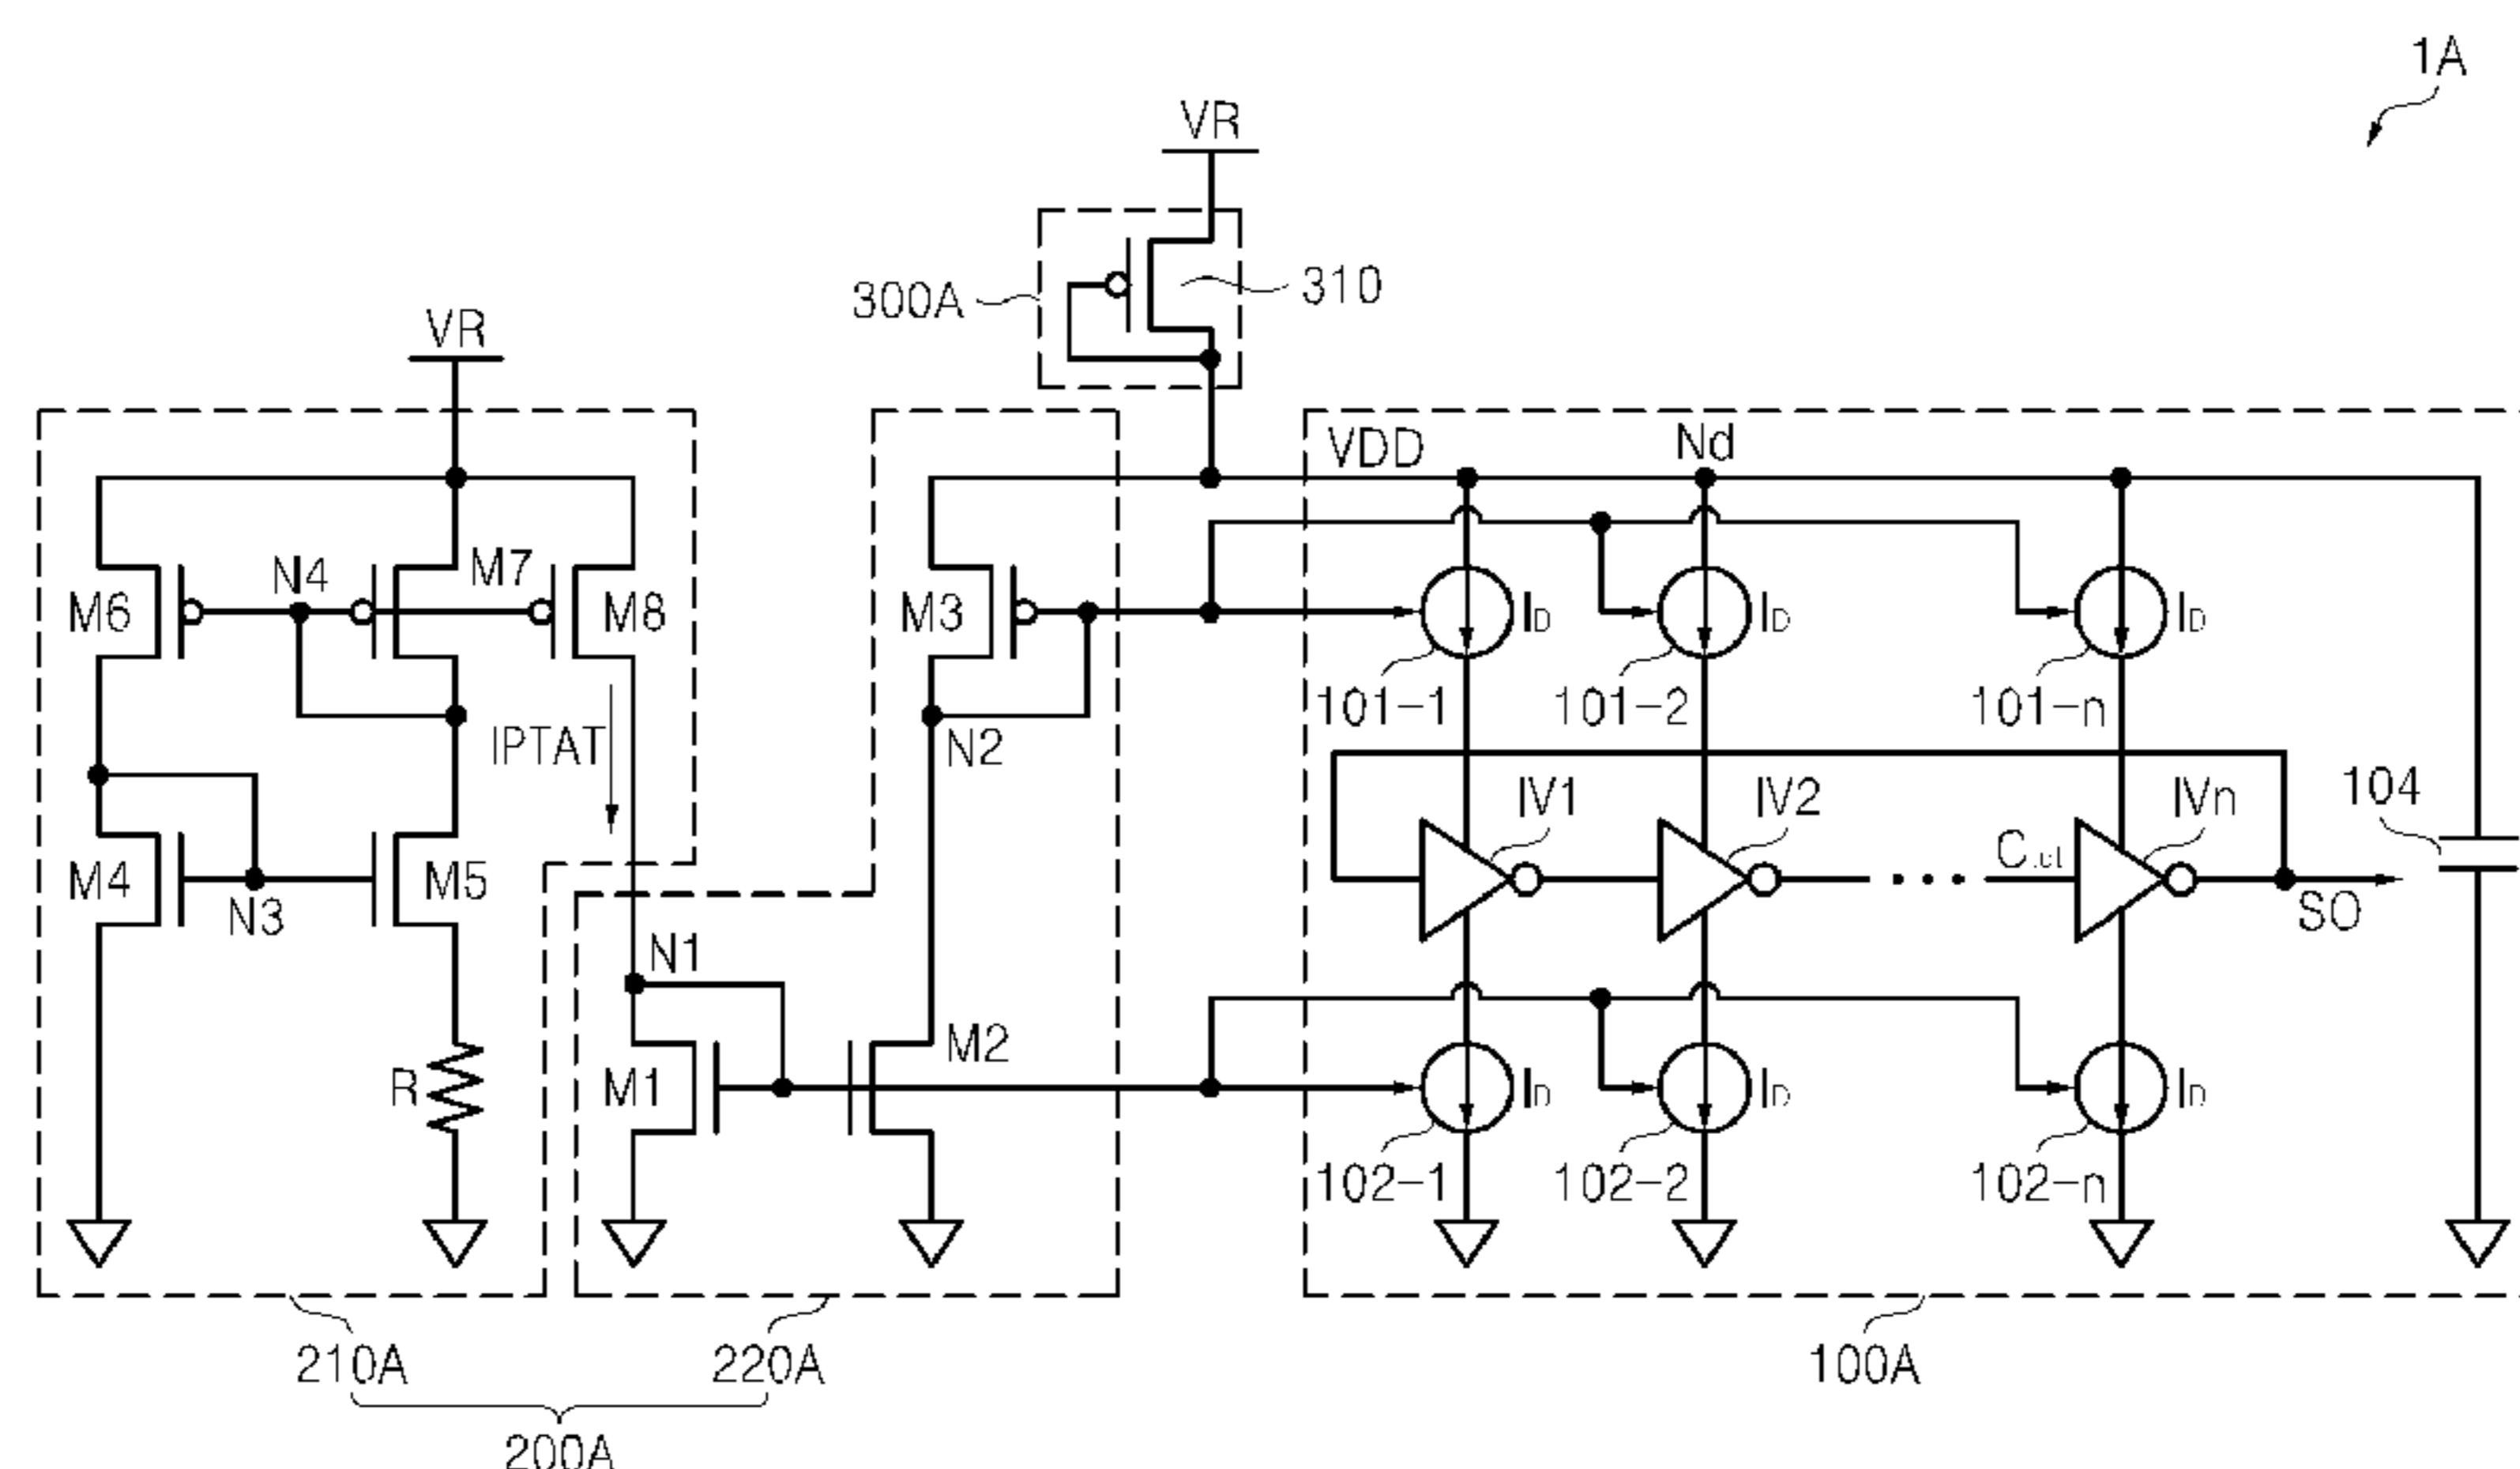 1A
VR
300A
310
VR
VDD
Nd
M6
N4
M7
M8
M3
ID
ID
ID
101-1
101-2
101-n
IPTAT
N2
IV1
IV2
IVn
104
M4
M5
N3
SO
N1
M2
R
M1
ID
ID
ID
102-1
102-2
102-n
210A
220A
100A
200A